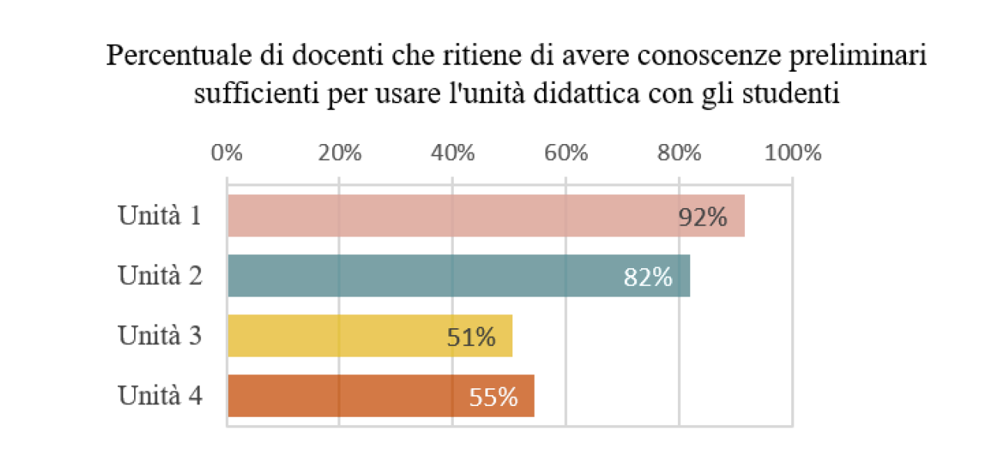 Percentuale di docenti che ritiene di avere conoscenze preliminari
sufficienti per usare l'unità didattica con gli studenti
0% 20% 40% 60% 80% 100%
Unità 1 92%
Unità 2 82%
Unità 3 51%
Unità 4 55%